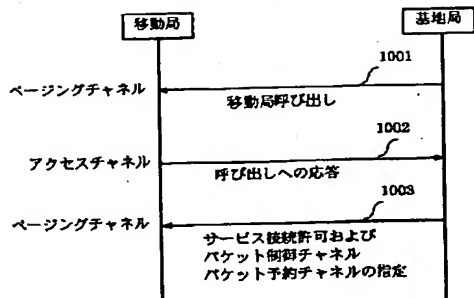 移動局
基地局
1001
ページングチャネル
移動局呼び出し
1002
アクセスチャネル
呼び出しへの応答
1003
ページングチャネル
サービス接続許可および
パケット制御チャネル
パケット予約チャネルの指定